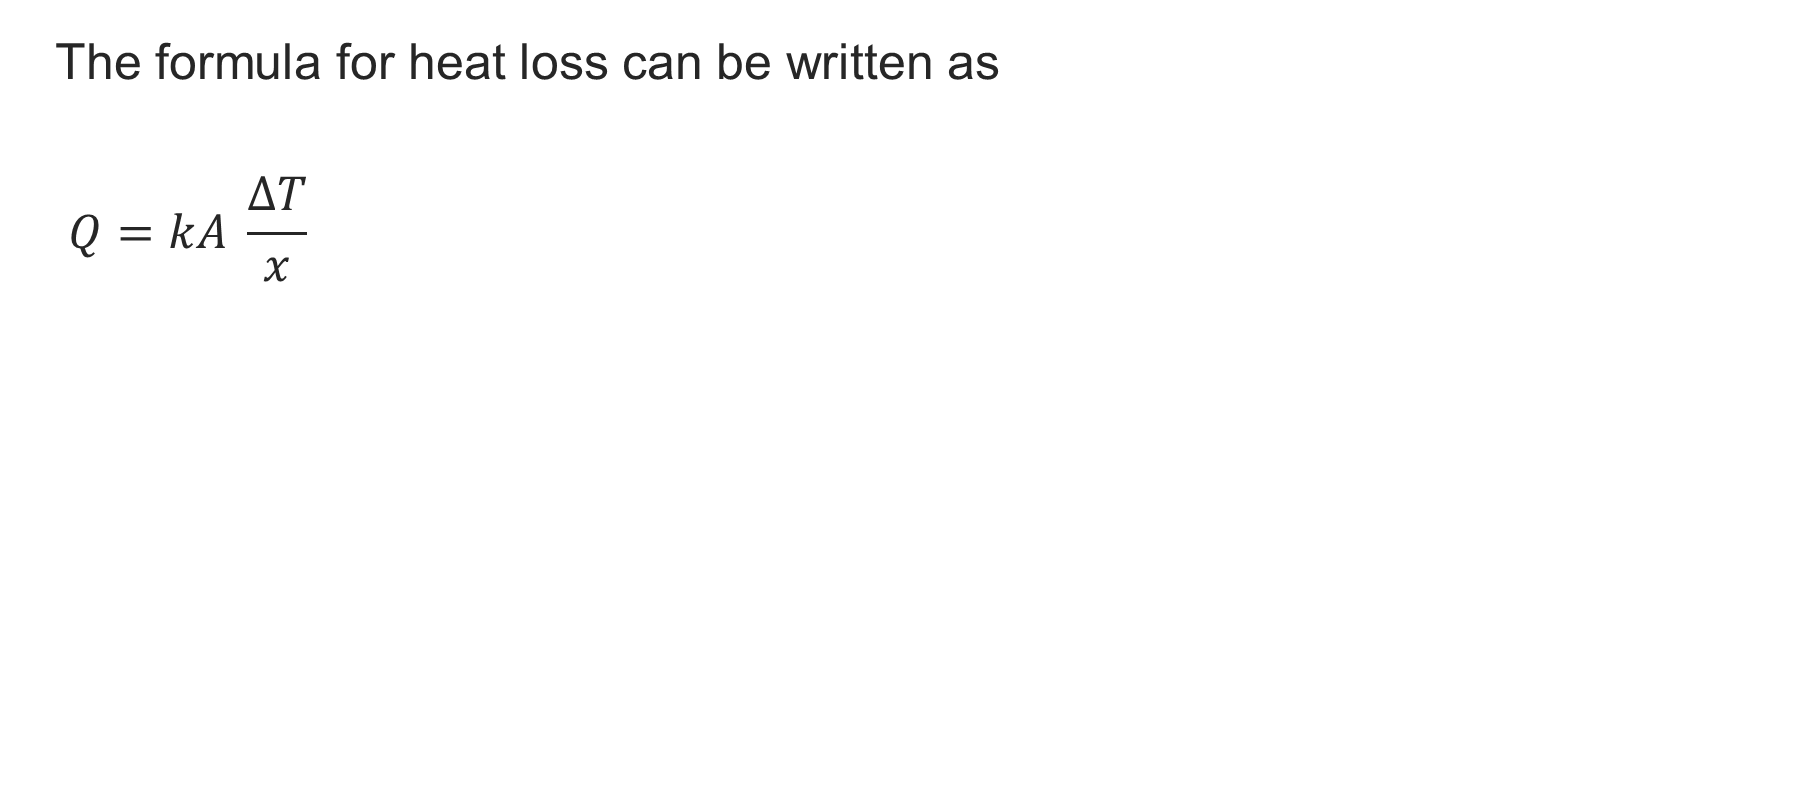 The formula for heat loss can be written as
Q = kA ΔT/x